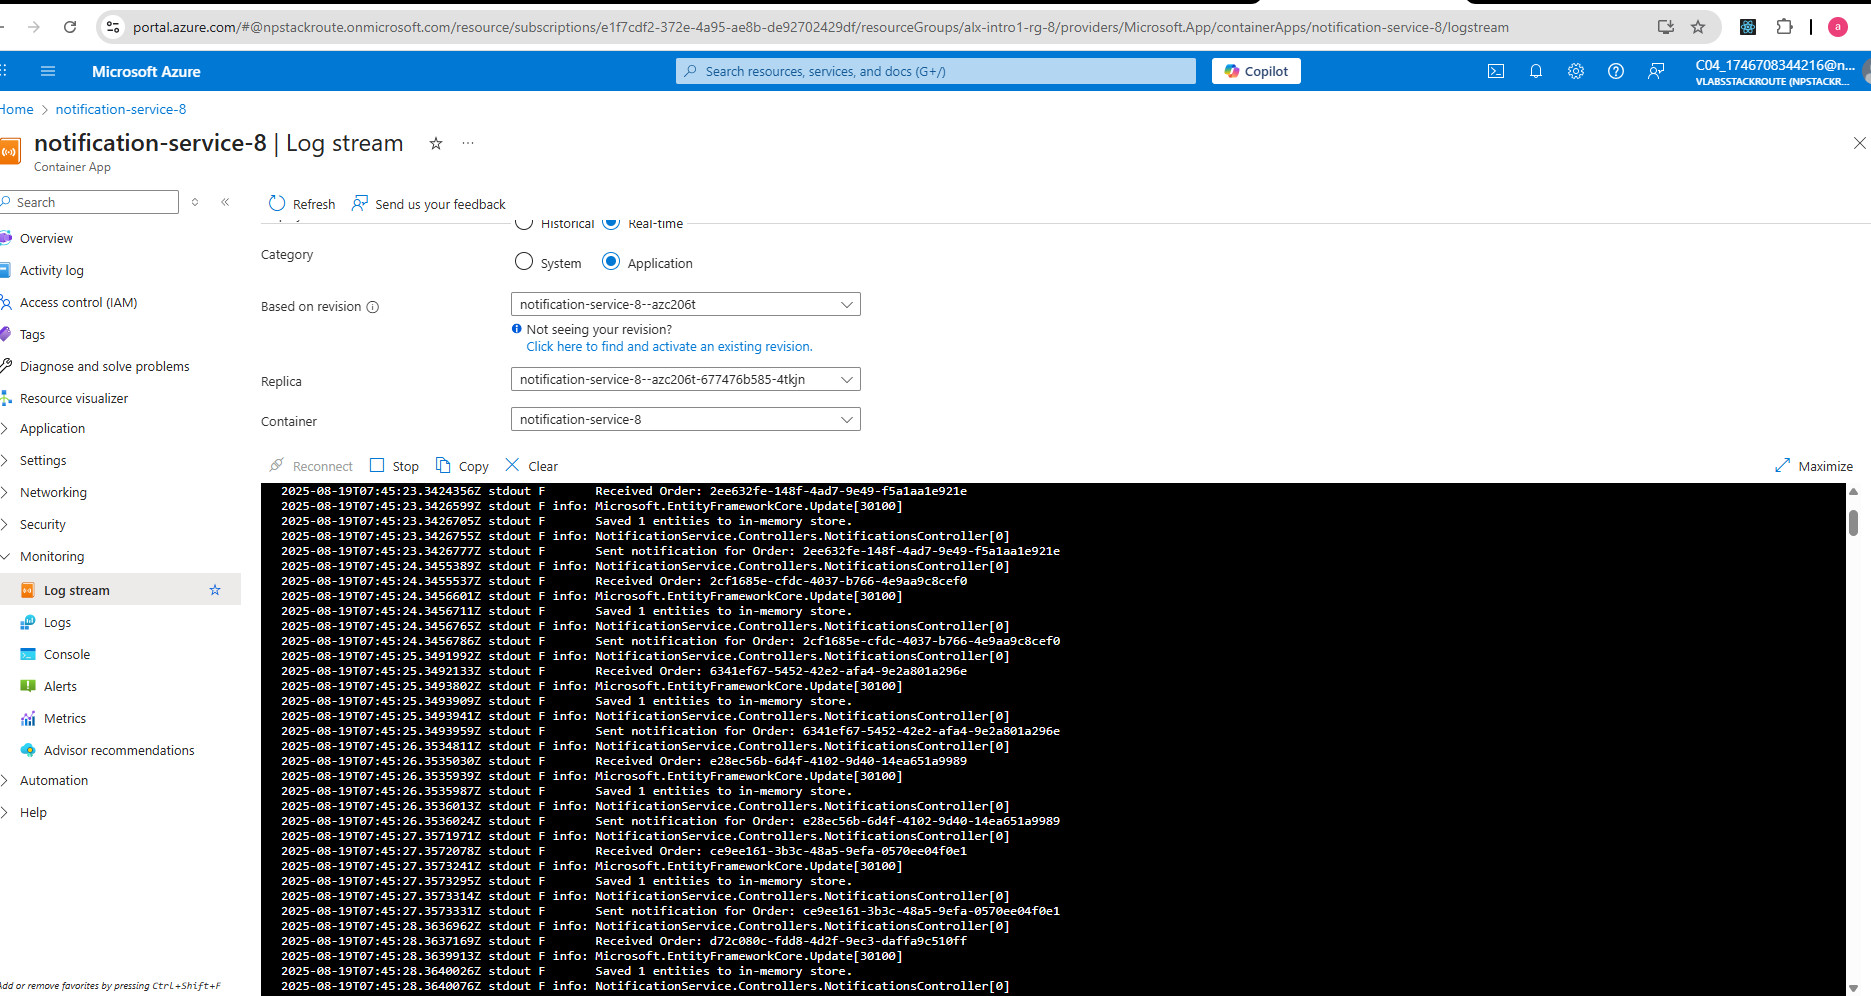 portal.azure.com/#@npstackroute.onmicrosoft.com/resource/subscriptions/e1f7cdf2-372e-4a95-ae8b-de92702429df/resourceGroups/alx-intro1-rg-8/providers/Microsoft.App/containerApps/notification-service-8/logstream
a
Microsoft Azure
Search resources, services, and docs (G+/)
Copilot
C04_1746708344216@n...
VLABSSTACKROUTE (NPSTACKR...
Home > notification-service-8
notification-service-8 | Log stream
Container App
Search
Refresh
Send us your feedback
Historical
Real-time
Overview
Activity log
Access control (IAM)
Tags
Diagnose and solve problems
Resource visualizer
Application
Settings
Networking
Security
Monitoring
Log stream
Logs
Console
Alerts
Metrics
Advisor recommendations
Automation
Help
Add or remove favorites by pressing Ctrl+Shift+F
Category
System
Application
Based on revision
notification-service-8--azc206t
Not seeing your revision?
Click here to find and activate an existing revision.
Replica
notification-service-8--azc206t-677476b585-4tkjn
Container
notification-service-8
Reconnect
Stop
Copy
Clear
Maximize
2025-08-19T07:45:23.3424356Z stdout F Received Order: 2ee632fe-148f-4ad7-9e49-f5a1aa1e921e
2025-08-19T07:45:23.3426599Z stdout F info: Microsoft.EntityFrameworkCore.Update[30100]
2025-08-19T07:45:23.3426705Z stdout F Saved 1 entities to in-memory store.
2025-08-19T07:45:23.3426755Z stdout F info: NotificationService.Controllers.NotificationsController[0]
2025-08-19T07:45:23.3426777Z stdout F Sent notification for Order: 2ee632fe-148f-4ad7-9e49-f5a1aa1e921e
2025-08-19T07:45:24.3455389Z stdout F info: NotificationService.Controllers.NotificationsController[0]
2025-08-19T07:45:24.3455537Z stdout F Received Order: 2cf1685e-cfdc-4037-b766-4e9aa9c8cef0
2025-08-19T07:45:24.3456601Z stdout F info: Microsoft.EntityFrameworkCore.Update[30100]
2025-08-19T07:45:24.3456711Z stdout F Saved 1 entities to in-memory store.
2025-08-19T07:45:24.3456765Z stdout F info: NotificationService.Controllers.NotificationsController[0]
2025-08-19T07:45:24.3456786Z stdout F Sent notification for Order: 2cf1685e-cfdc-4037-b766-4e9aa9c8cef0
2025-08-19T07:45:25.3491992Z stdout F info: NotificationService.Controllers.NotificationsController[0]
2025-08-19T07:45:25.3492133Z stdout F Received Order: 6341ef67-5452-42e2-afa4-9e2a801a296e
2025-08-19T07:45:25.3493802Z stdout F info: Microsoft.EntityFrameworkCore.Update[30100]
2025-08-19T07:45:25.3493909Z stdout F Saved 1 entities to in-memory store.
2025-08-19T07:45:25.3493941Z stdout F info: NotificationService.Controllers.NotificationsController[0]
2025-08-19T07:45:25.3493959Z stdout F Sent notification for Order: 6341ef67-5452-42e2-afa4-9e2a801a296e
2025-08-19T07:45:26.3534811Z stdout F info: NotificationService.Controllers.NotificationsController[0]
2025-08-19T07:45:26.3535030Z stdout F Received Order: e28ec56b-6d4f-4102-9d40-14ea651a9989
2025-08-19T07:45:26.3535939Z stdout F info: Microsoft.EntityFrameworkCore.Update[30100]
2025-08-19T07:45:26.3535987Z stdout F Saved 1 entities to in-memory store.
2025-08-19T07:45:26.3536013Z stdout F info: NotificationService.Controllers.NotificationsController[0]
2025-08-19T07:45:26.3536024Z stdout F Sent notification for Order: e28ec56b-6d4f-4102-9d40-14ea651a9989
2025-08-19T07:45:27.3571971Z stdout F info: NotificationService.Controllers.NotificationsController[0]
2025-08-19T07:45:27.3572078Z stdout F Received Order: ce9ee161-3b3c-48a5-9efa-0570ee04f0e1
2025-08-19T07:45:27.3573241Z stdout F info: Microsoft.EntityFrameworkCore.Update[30100]
2025-08-19T07:45:27.3573295Z stdout F Saved 1 entities to in-memory store.
2025-08-19T07:45:27.3573314Z stdout F info: NotificationService.Controllers.NotificationsController[0]
2025-08-19T07:45:27.3573331Z stdout F Sent notification for Order: ce9ee161-3b3c-48a5-9efa-0570ee04f0e1
2025-08-19T07:45:28.3636962Z stdout F info: NotificationService.Controllers.NotificationsController[0]
2025-08-19T07:45:28.3637169Z stdout F Received Order: d72c080c-fdd8-4d2f-9ec3-daffa9c510ff
2025-08-19T07:45:28.3639913Z stdout F info: Microsoft.EntityFrameworkCore.Update[30100]
2025-08-19T07:45:28.3640026Z stdout F Saved 1 entities to in-memory store.
2025-08-19T07:45:28.3640076Z stdout F info: NotificationService.Controllers.NotificationsController[0]